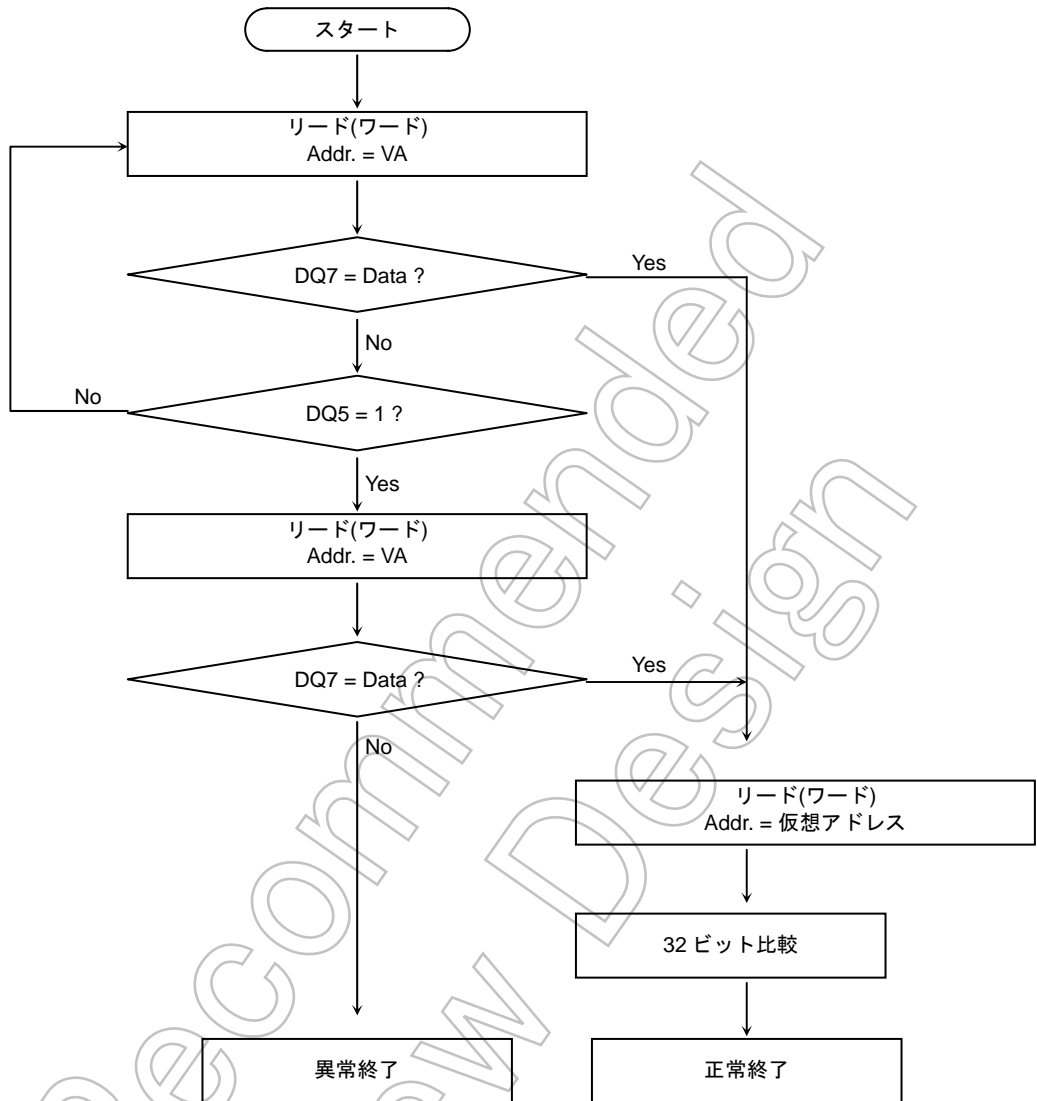 スタート
リード(ワード)
Addr. = VA
DQ7 = Data ?
Yes
No
No
DQ5 = 1 ?
Yes
リード(ワード)
Addr. = VA
DQ7 = Data ?
Yes
No
リード(ワード)
Addr. = 仮想アドレス
32 ビット比較
異常終了
正常終了
Recommended
Design